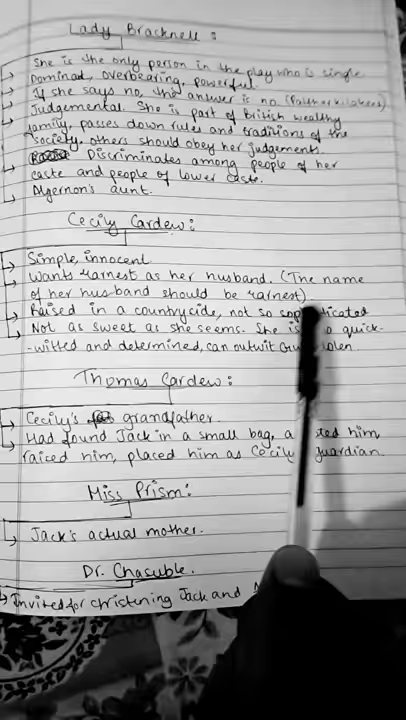 Lady Bracknell:
She is the only person in the play who is single
Dominant, overbearing, powerful.
If she says no, the answer is no
Judgemental. She is part of British wealthy
family, passes down rules and traditions of the
society, others should obey her judgements.
Discriminates among people of her
caste and people of lower caste.
Algernon's aunt.
Cecily Cardew:
Simple, innocent
Wants earnest as her husband. (The name
of her husband should be earnest)
Raised in a countryside, not so
Not as sweet as she seems. She is quick-
-witted and determined, can outwit
Thomas Cardew:
Cecily's grandfather.
Had found Jack in a small bag, him
raized him, placed him as Cecily guardian
Miss Prism:
Jack's actual mother.
Dr. Chasuble.
Invited for christening Jack and